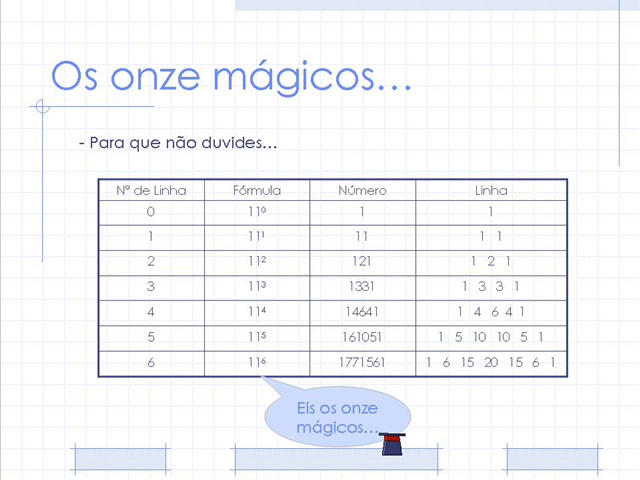 Os onze mágicos...
- Para que não duvides...
Nº de Linha Fórmula Número Linha
0 11⁰ 1 1
1 11¹ 11 1 1
2 11² 121 1 2 1
3 11³ 1331 1 3 3 1
4 11⁴ 14641 1 4 6 4 1
5 11⁵ 161051 1 5 10 10 5 1
6 11⁶ 1771561 1 6 15 20 15 6 1
Eis os onze
mágicos...